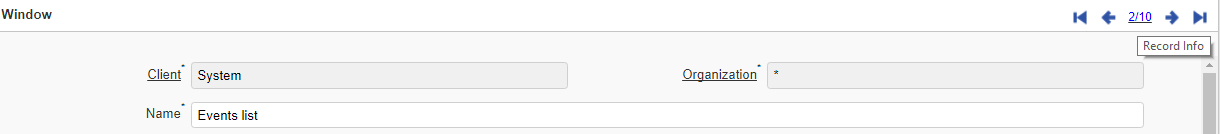 Window
2/10
Record Info
Client* System
Organization* *
Name* Events list